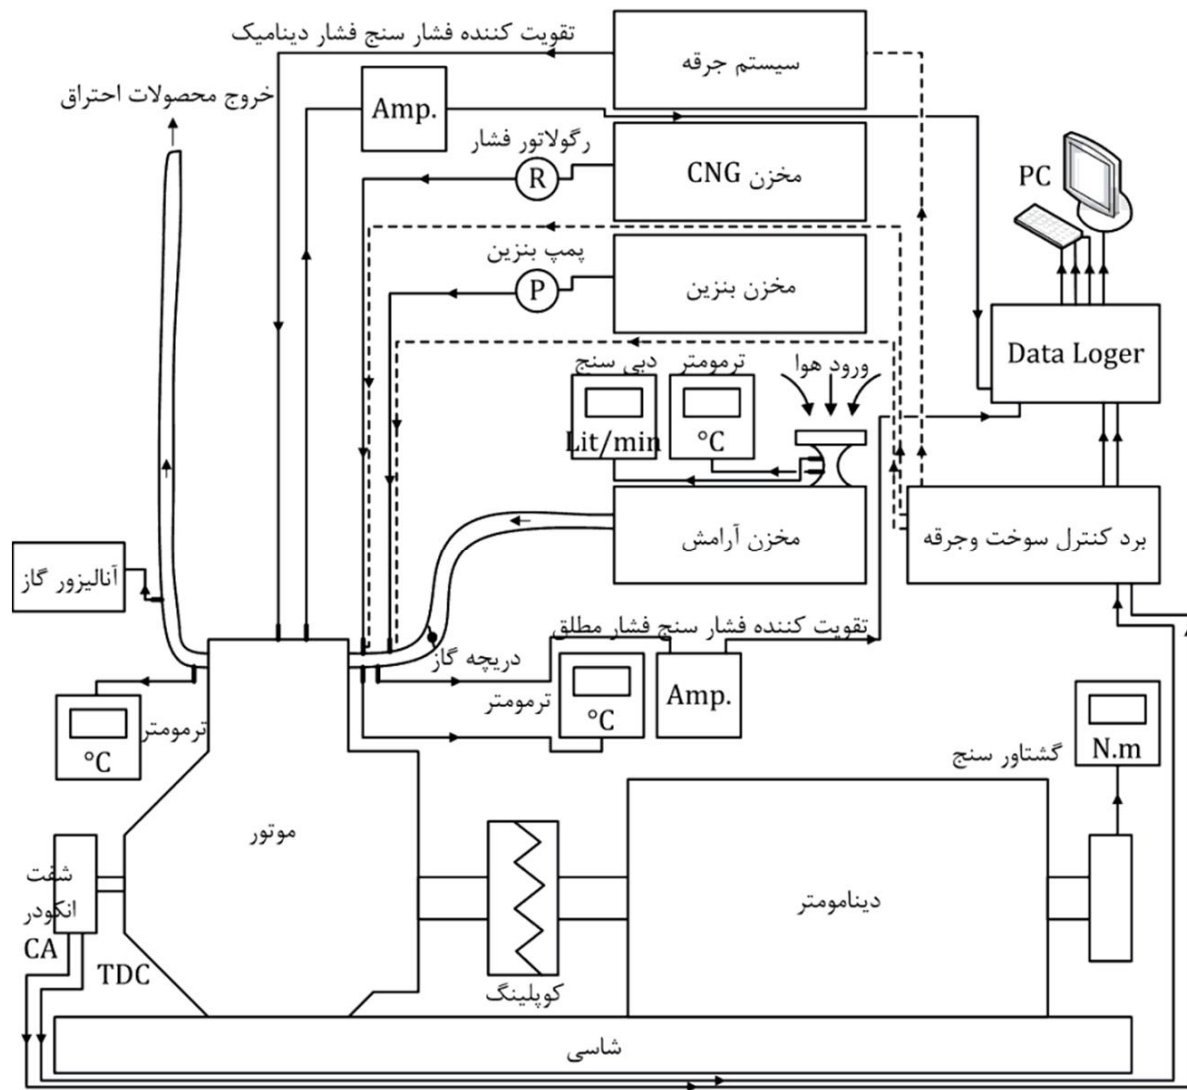 تقویت کننده فشار سنج فشار دینامیک
سیستم جرقه
خروج محصولات احتراق
Amp.
رگولاتور فشار
R
مخزن CNG
PC
پمپ بنزین
P
مخزن بنزین
Data Loger
دبی سنج
ترمومتر
ورود هوا
Lit/min
°C
مخزن آرامش
برد کنترل سوخت وجرقه
آنالیزور گاز
تقویت کننده فشار سنج فشار مطلق
دریچه گاز
ترمومتر
°C
Amp.
ترمومتر
°C
گشتاور سنج
N.m
موتور
شفت
انکودر
دینامومتر
CA
TDC
کوپلینگ
شاسی